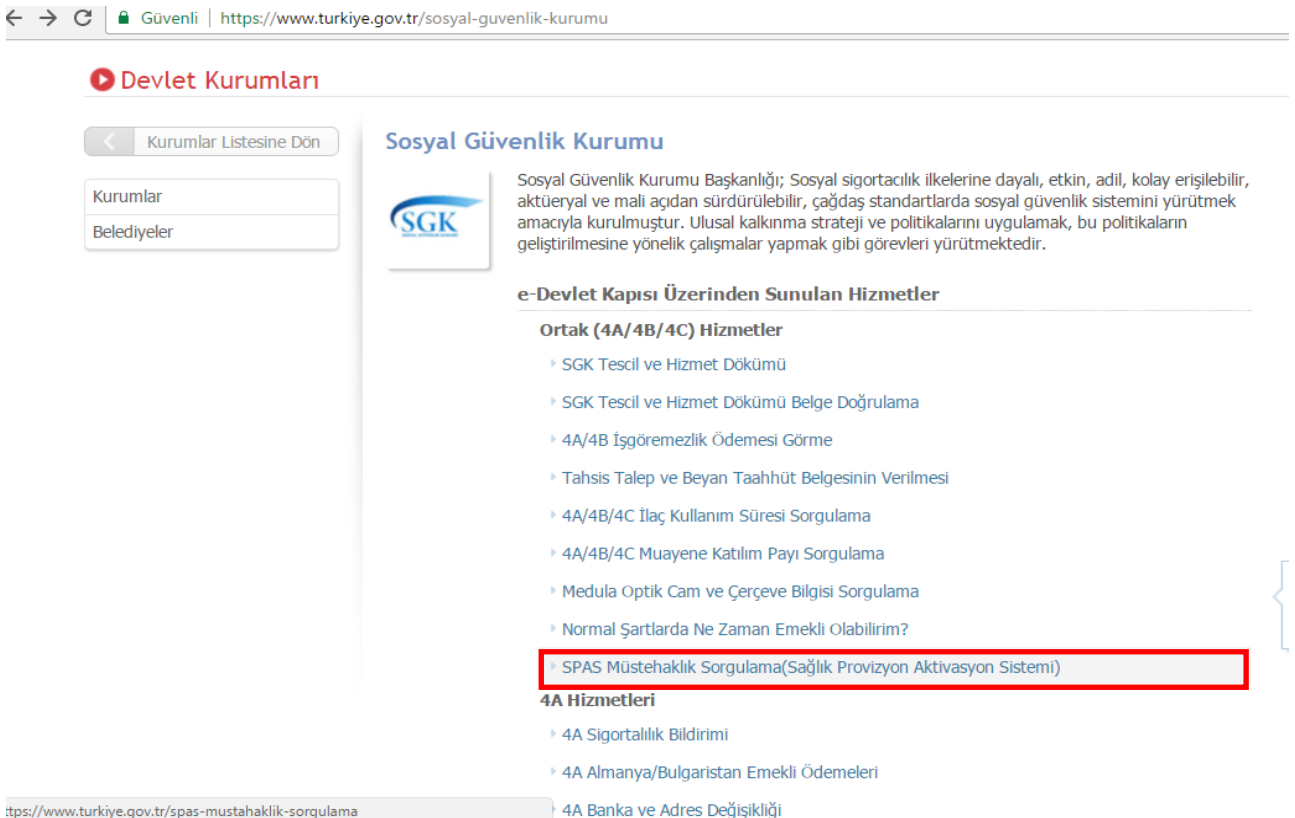 Güvenli | https://www.turkiye.gov.tr/sosyal-guvenlik-kurumu
Devlet Kurumları
Kurumlar Listesine Dön
Kurumlar
Belediyeler
Sosyal Güvenlik Kurumu
SGK
Sosyal Güvenlik Kurumu Başkanlığı; Sosyal sigortacılık ilkelerine dayalı, etkin, adil, kolay erişilebilir,
aktüeryal ve mali açıdan sürdürülebilir, çağdaş standartlarda sosyal güvenlik sistemini yürütmek
amacıyla kurulmuştur. Ulusal kalkınma strateji ve politikalarını uygulamak, bu politikaların
geliştirilmesine yönelik çalışmalar yapmak gibi görevleri yürütmektedir.
e-Devlet Kapısı Üzerinden Sunulan Hizmetler
Ortak (4A/4B/4C) Hizmetler
SGK Tescil ve Hizmet Dökümü
SGK Tescil ve Hizmet Dökümü Belge Doğrulama
4A/4B İşgöremezlik Ödemesi Görme
Tahsis Talep ve Beyan Taahhüt Belgesinin Verilmesi
4A/4B/4C İlaç Kullanım Süresi Sorgulama
4A/4B/4C Muayene Katılım Payı Sorgulama
Medula Optik Cam ve Çerçeve Bilgisi Sorgulama
Normal Şartlarda Ne Zaman Emekli Olabilirim?
SPAS Müstehaklık Sorgulama(Sağlık Provizyon Aktivasyon Sistemi)
4A Hizmetleri
4A Sigortalılık Bildirimi
4A Almanya/Bulgaristan Emekli Ödemeleri
4A Banka ve Adres Değişikliği
ttps://www.turkiye.gov.tr/spas-mustahaklik-sorgulama